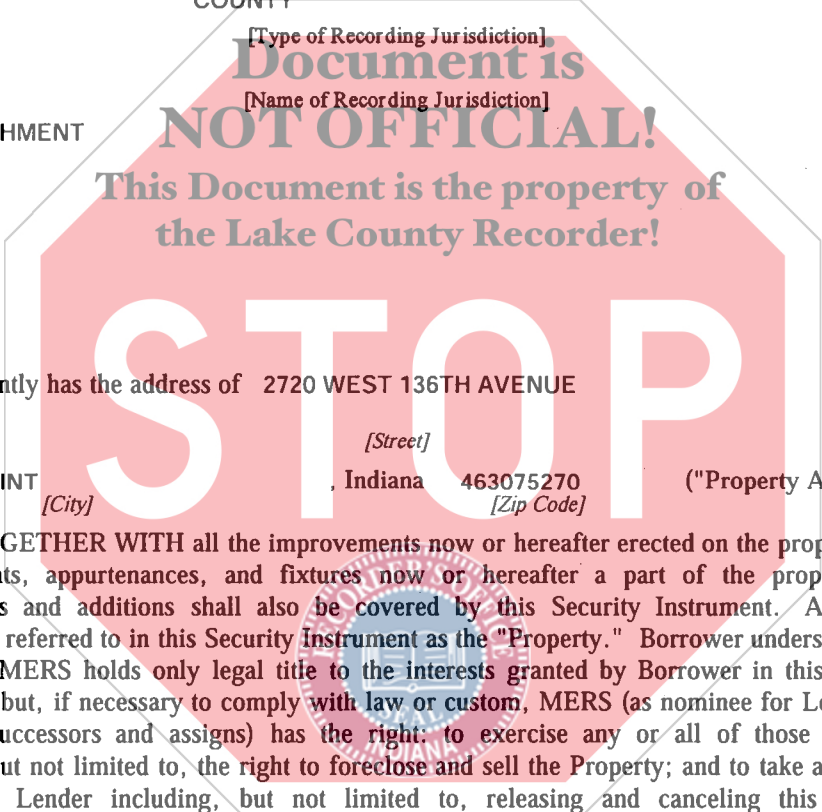 COUNTY
[Type of Recording Jurisdiction]
Document is
[Name of Recording Jurisdiction]
HMENT
NOT OFFICIAL!
This Document is the property of
the Lake County Recorder!
STOP
ntly has the address of 2720 WEST 136TH AVENUE
[Street]
INT , Indiana 463075270 ("Property A
[City] [Zip Code]
GETHER WITH all the improvements now or hereafter erected on the prop
ts, appurtenances, and fixtures now or hereafter a part of the prop
s and additions shall also be covered by this Security Instrument. A
referred to in this Security Instrument as the "Property." Borrower unders
MERS holds only legal title to the interests granted by Borrower in this
but, if necessary to comply with law or custom, MERS (as nominee for Le
uccessors and assigns) has the right: to exercise any or all of those
ut not limited to, the right to foreclose and sell the Property; and to take a
Lender including, but not limited to, releasing and canceling this
INDIANA